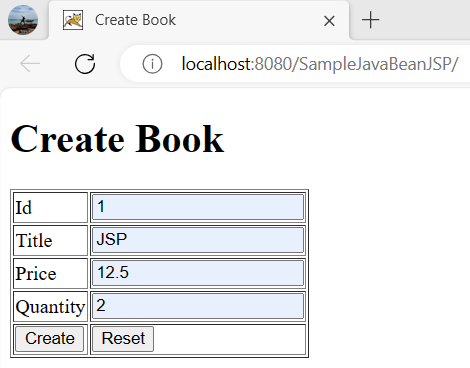 Create Book
localhost:8080/SampleJavaBeanJSP/
Create Book
Id 1
Title JSP
Price 12.5
Quantity 2
Create Reset